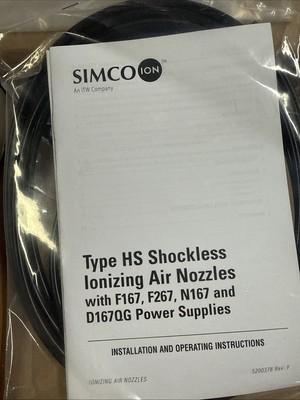 SIMCO ION
An ITW Company
Type HS Shockless
Ionizing Air Nozzles
with F167, F267, N167 and
D167QG Power Supplies
INSTALLATION AND OPERATING INSTRUCTIONS
IONIZING AIR NOZZLES
5200378 Rev. F